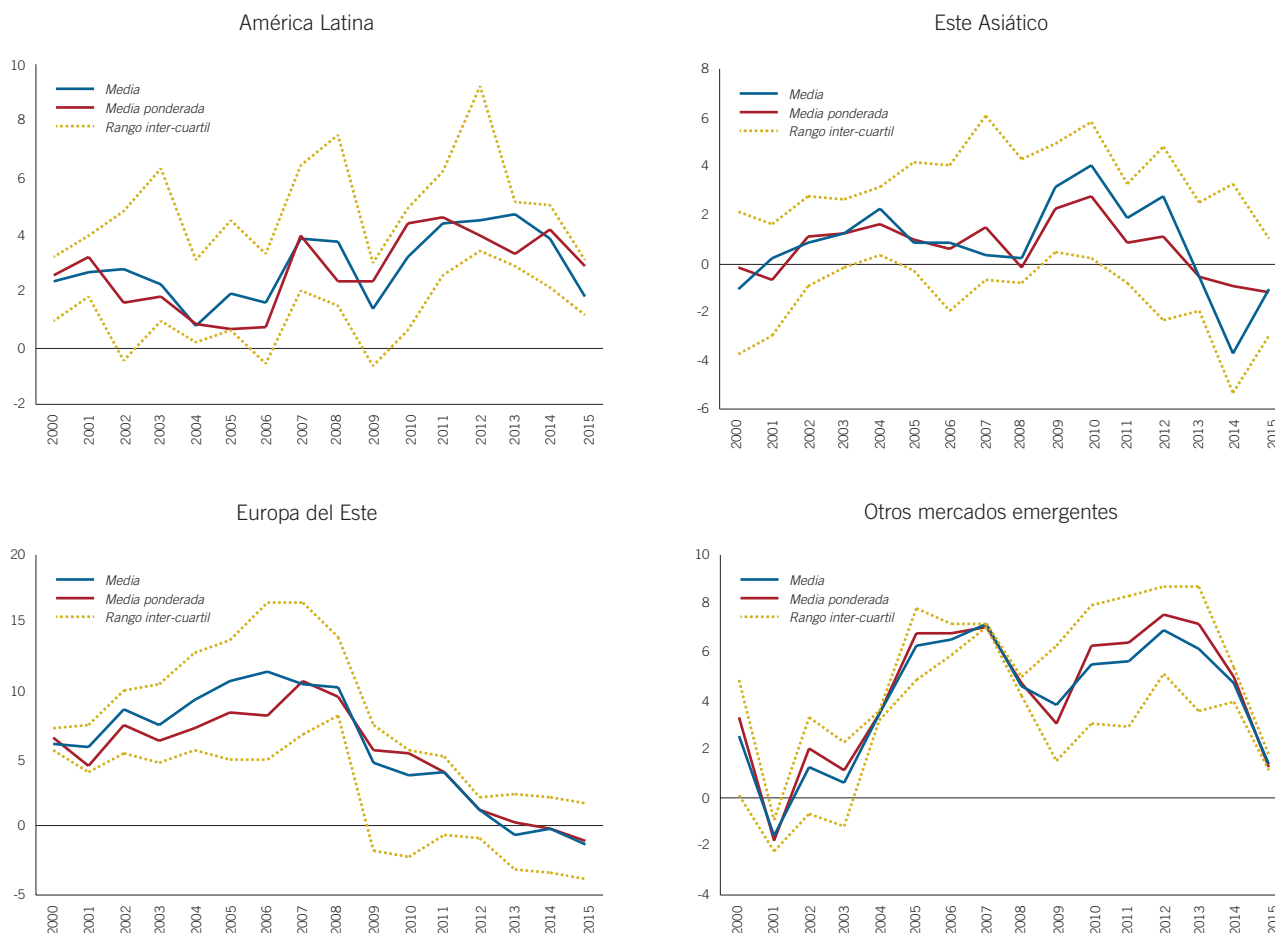 América Latina
10
8
6
4
2
0
-2
Media
Media ponderada
Rango inter-cuartil
2000 2001 2002 2003 2004 2005 2006 2007 2008 2009 2010 2011 2012 2013 2014 2015
Este Asiático
8
6
4
2
0
-2
-4
-6
Media
Media ponderada
Rango inter-cuartil
2000 2001 2002 2003 2004 2005 2006 2007 2008 2009 2010 2011 2012 2013 2014 2015
Europa del Este
20
15
10
5
0
-5
Media
Media ponderada
Rango inter-cuartil
2000 2001 2002 2003 2004 2005 2006 2007 2008 2009 2010 2011 2012 2013 2014 2015
Otros mercados emergentes
10
8
6
4
2
0
-2
-4
Media
Media ponderada
Rango inter-cuartil
2000 2001 2002 2003 2004 2005 2006 2007 2008 2009 2010 2011 2012 2013 2014 2015